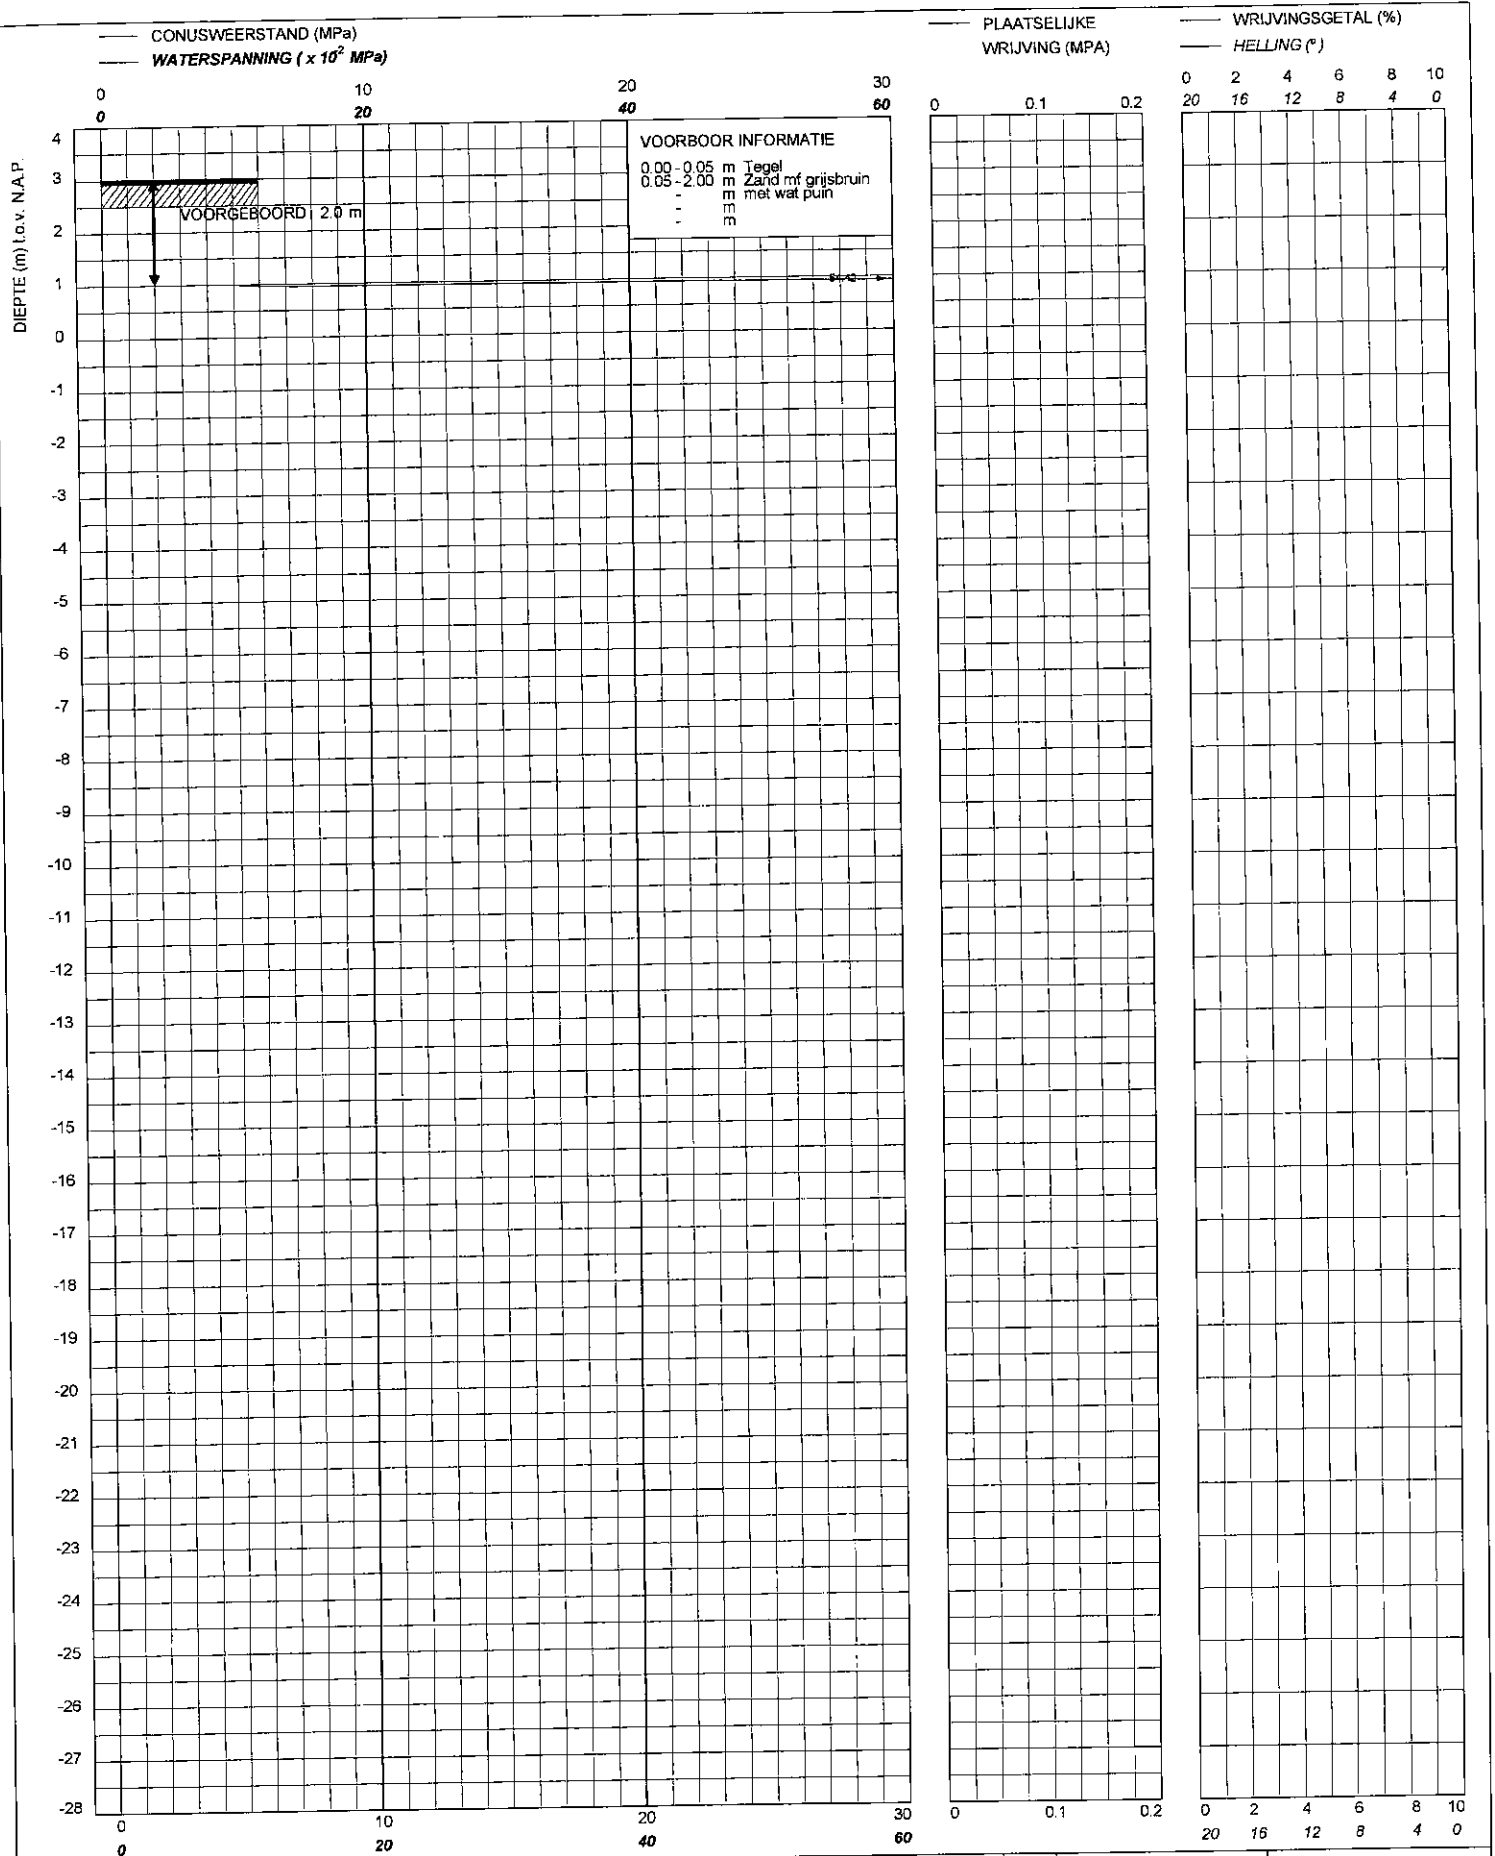 CONUSWEERSTAND (MPa)
WATERSPANNING ( x 10² MPa)
PLAATSELIJKE
WRIJVING (MPA)
WRIJVINGSGETAL (%)
HELLING (°)
0 10 20 30
0 20 40 60
0 0.1 0.2
0 2 4 6 8 10
20 16 12 8 4 0
DIEPTE (m) t.o.v. N.A.P.
VOORBOOR INFORMATIE
0.00 - 0.05 m Tegel
0.05 - 2.00 m Zand mf grijsbruin
- m met wat puin
- m
- m
VOORGEBOORD: 2.0 m
4
3
2
1
0
-1
-2
-3
-4
-5
-6
-7
-8
-9
-10
-11
-12
-13
-14
-15
-16
-17
-18
-19
-20
-21
-22
-23
-24
-25
-26
-27
-28
0 10 20 30
0 20 40 60
0 0.1 0.2
0 2 4 6 8 10
20 16 12 8 4 0